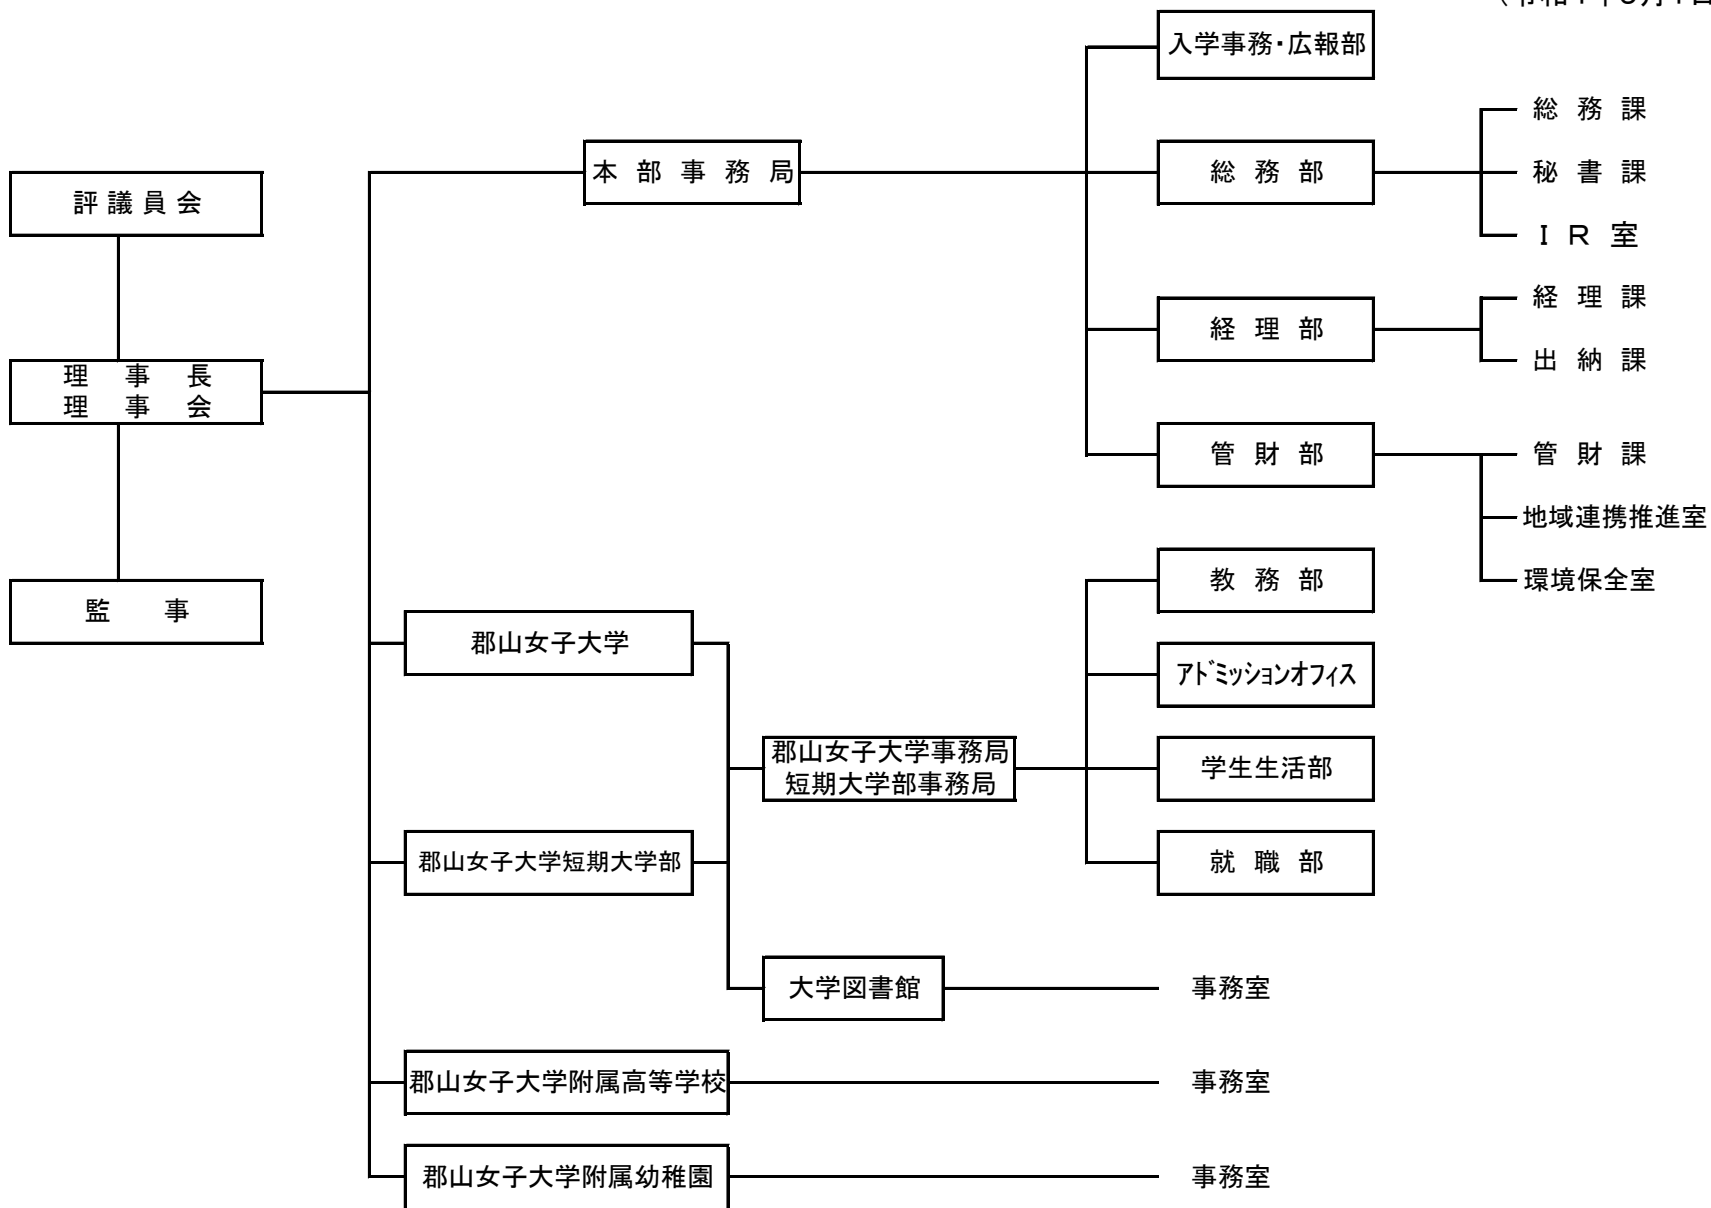 入学事務・広報部
総務課
本部事務局
総務部
秘書課
評議員会
ＩＲ室
経理課
経理部
出納課
理事長
理事会
管財部
管財課
地域連携推進室
教務部
環境保全室
監事
郡山女子大学
アドミッションオフィス
郡山女子大学事務局
短期大学部事務局
学生生活部
郡山女子大学短期大学部
就職部
大学図書館
事務室
郡山女子大学附属高等学校
事務室
郡山女子大学附属幼稚園
事務室